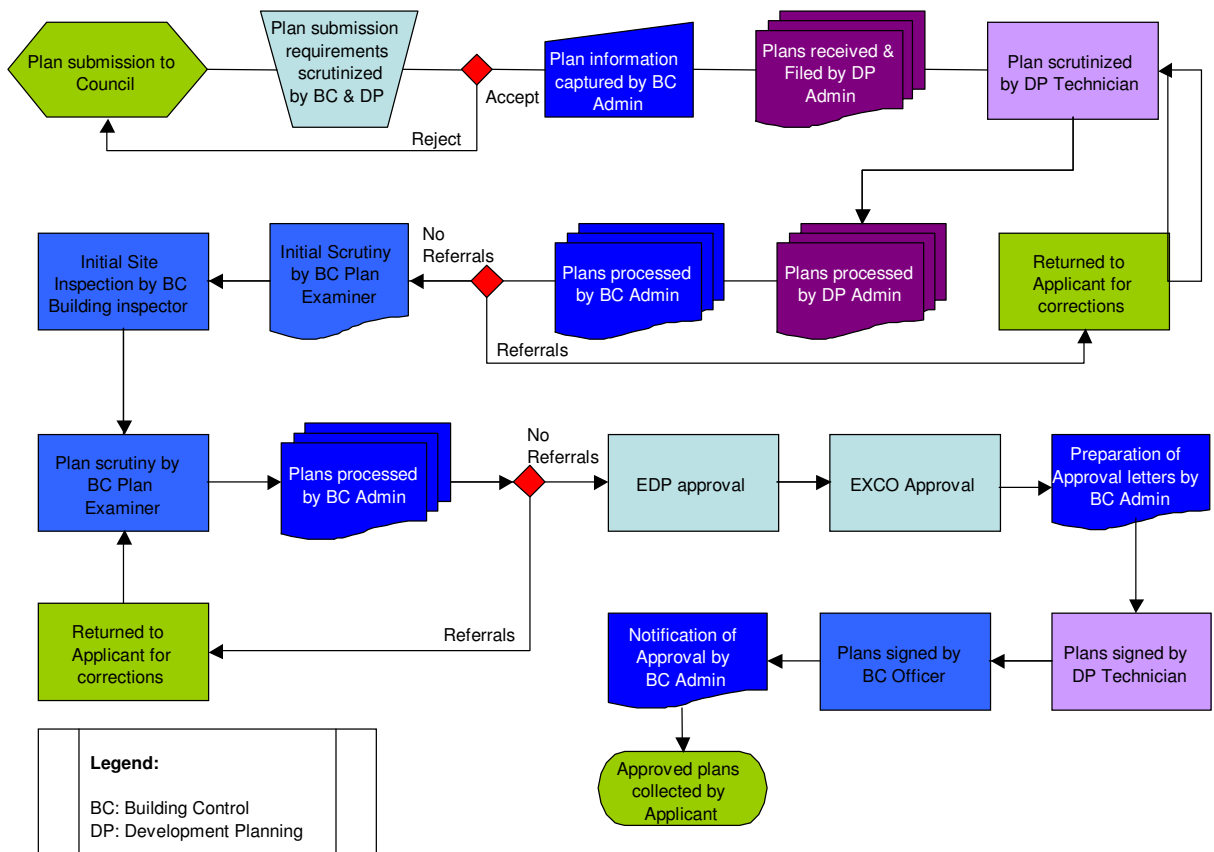 Plan submission to
Council
Plan submission
requirements
scrutinized
by BC & DP
Accept
Reject
Plan information
captured by BC
Admin
Plans received &
Filed by DP
Admin
Plan scrutinized
by DP Technician
Initial Site
Inspection by BC
Building inspector
Initial Scrutiny
by BC Plan
Examiner
No
Referrals
Referrals
Plans processed
by BC Admin
Plans processed
by DP Admin
Returned to
Applicant for
corrections
Plan scrutiny by
BC Plan
Examiner
Plans processed
by BC Admin
No
Referrals
EDP approval
EXCO Approval
Preparation of
Approval letters by
BC Admin
Returned to
Applicant for
corrections
Referrals
Notification of
Approval by
BC Admin
Plans signed by
BC Officer
Plans signed by
DP Technician
Approved plans
collected by
Applicant
Legend:
BC: Building Control
DP: Development Planning